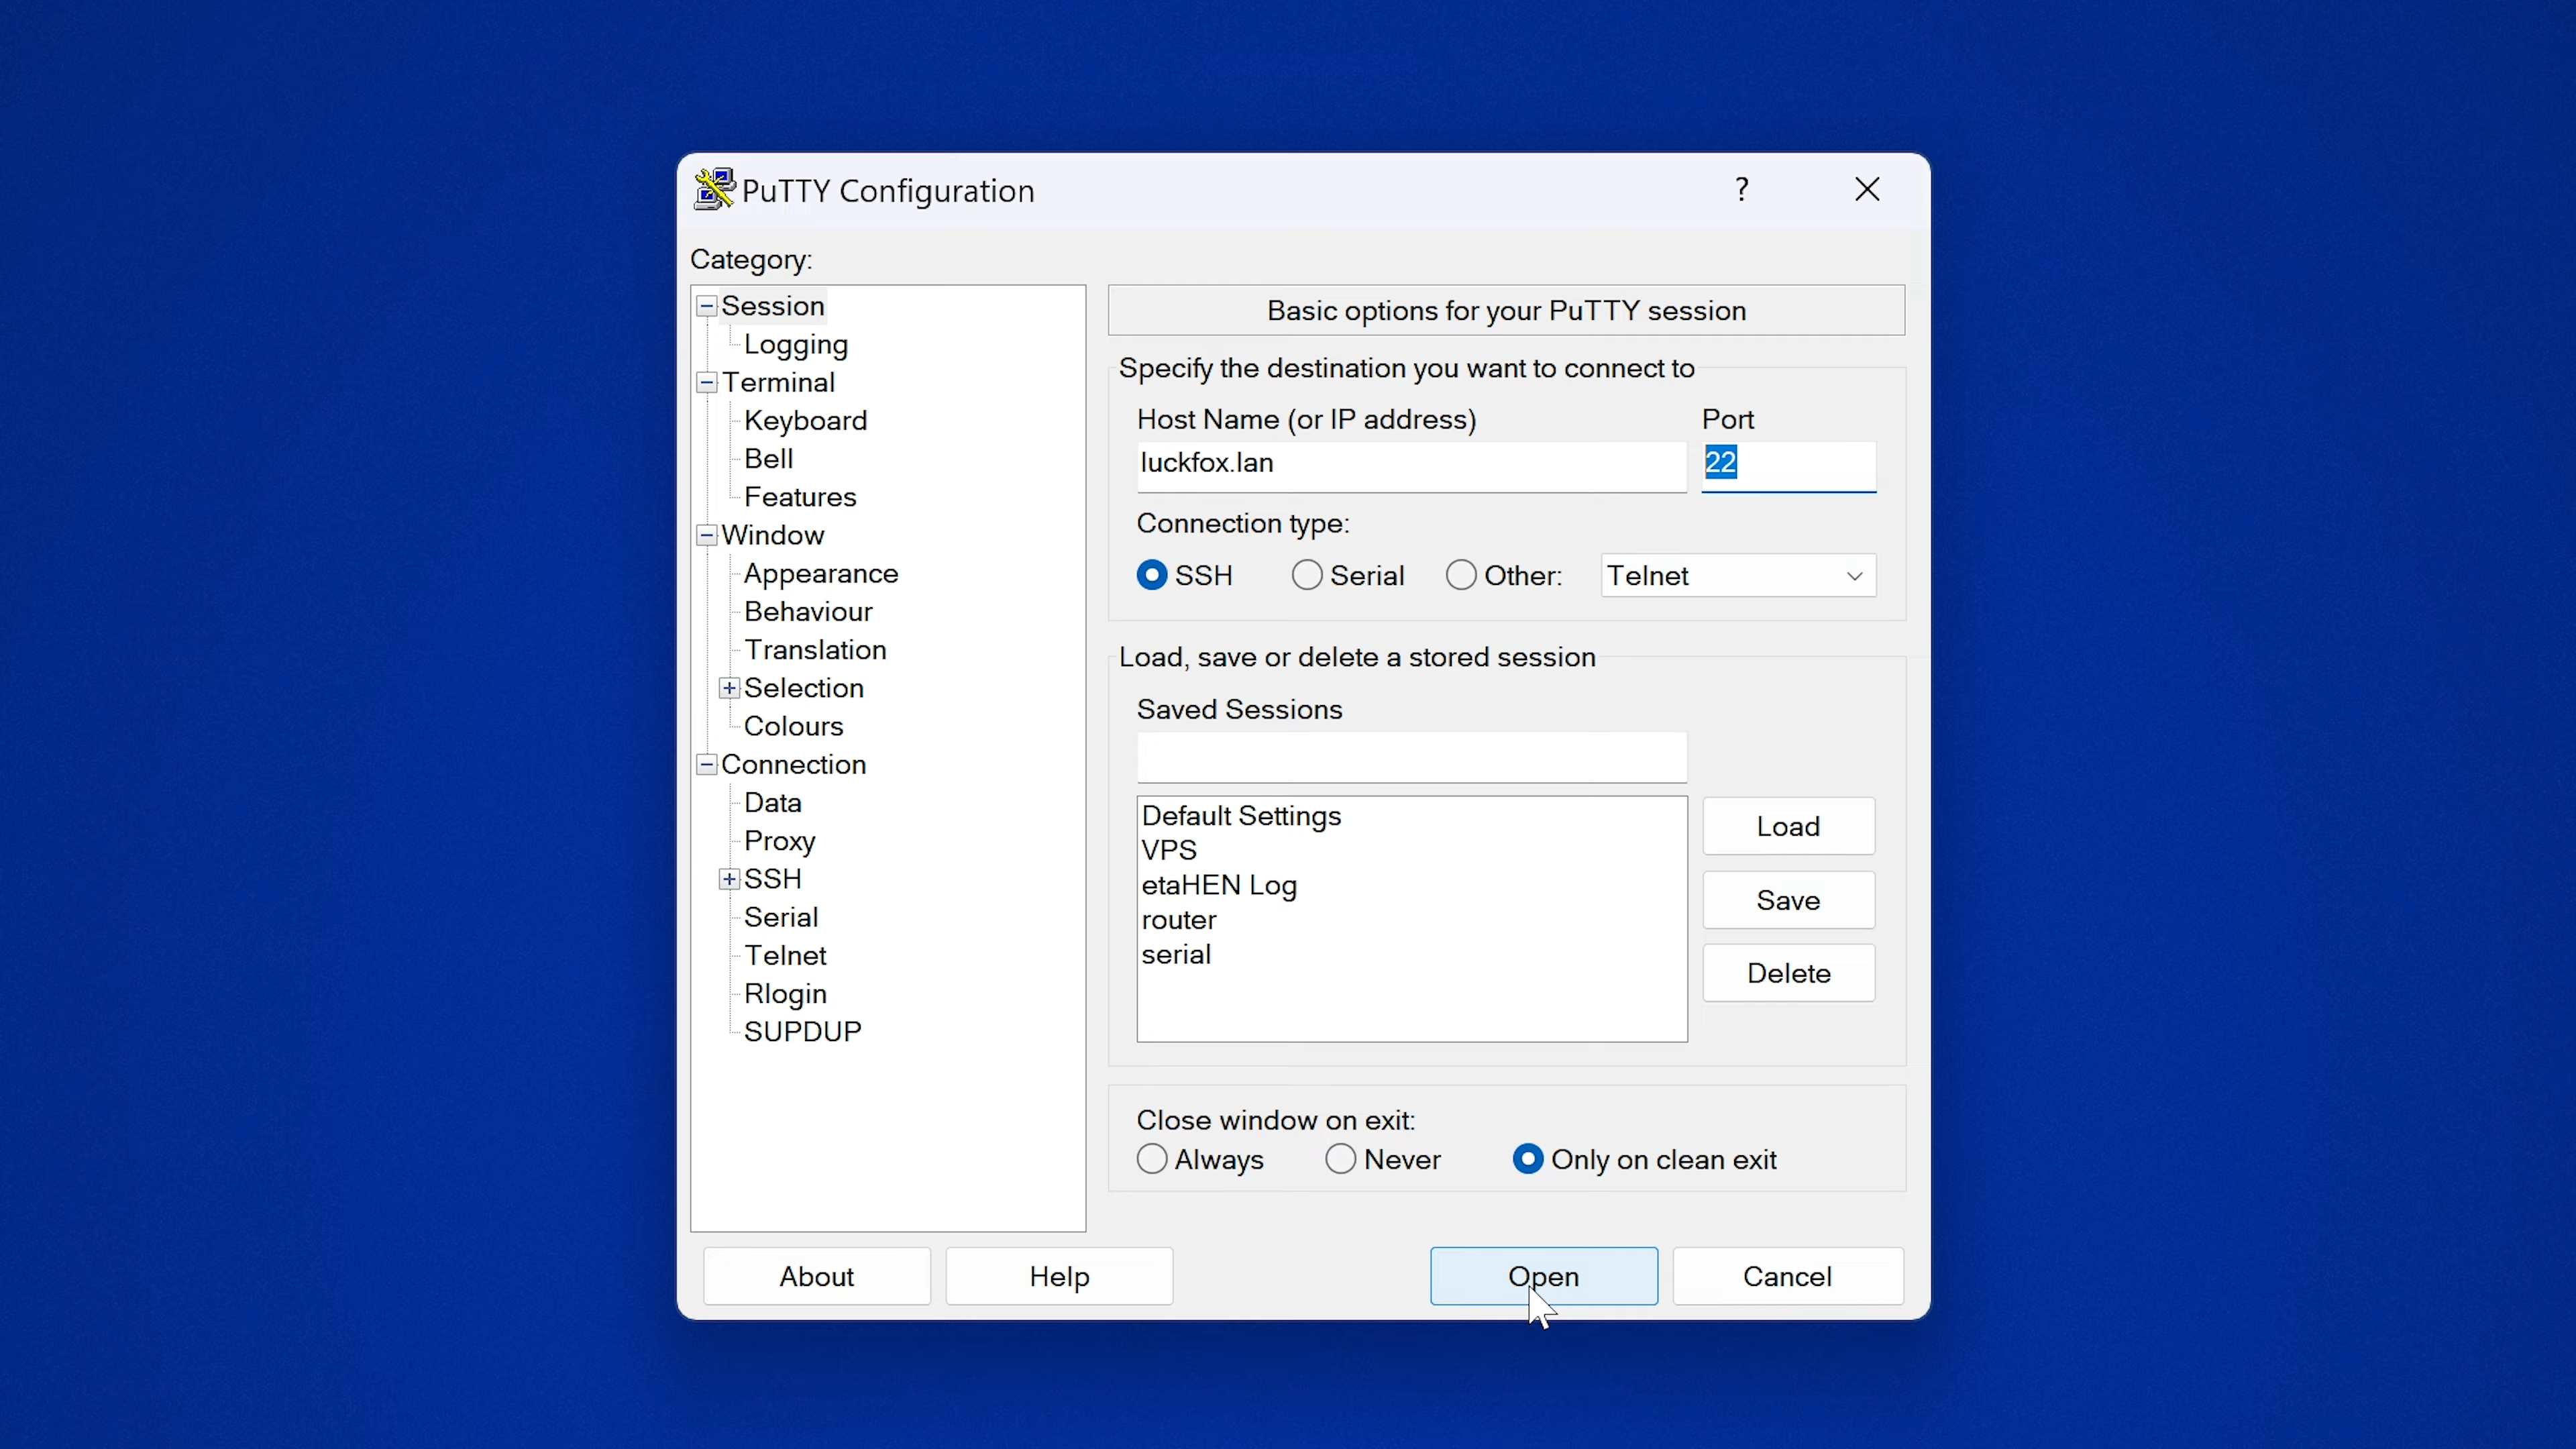 PuTTY Configuration
?
Category:
Session
Logging
Terminal
Keyboard
Bell
Features
Window
Appearance
Behaviour
Translation
Selection
Colours
Connection
Data
Proxy
SSH
Serial
Telnet
Rlogin
SUPDUP
Basic options for your PuTTY session
Specify the destination you want to connect to
Host Name (or IP address) Port
luckfox.lan 22
Connection type:
SSH Serial Other: Telnet
Load, save or delete a stored session
Saved Sessions
Default Settings
VPS
etaHEN Log
router
serial
Load
Save
Delete
Close window on exit:
Always Never Only on clean exit
About Help Open Cancel